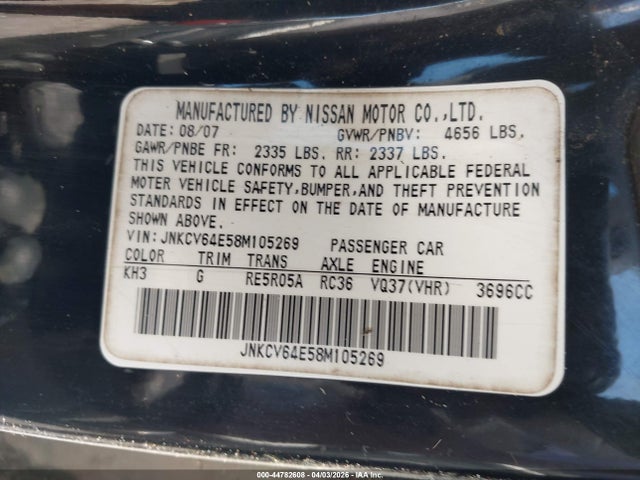 MANUFACTURED BY NISSAN MOTOR CO.,LTD.
DATE: 08/07 GVWR/PNBV: 4656 LBS.
GAWR/PNBE FR: 2335 LBS. RR: 2337 LBS.
THIS VEHICLE CONFORMS TO ALL APPLICABLE FEDERAL
MOTER VEHICLE SAFETY,BUMPER,AND THEFT PREVENTION
STANDARDS IN EFFECT ON THE DATE OF MANUFACTURE
SHOWN ABOVE.
VIN:JNKCV64E58M105269 PASSENGER CAR
COLOR TRIM TRANS AXLE ENGINE
KH3 G RE5R05A RC36 VQ37(VHR) 3696CC
JNKCV64E58M105269
000-44782608 - 04/03/2026 - IAA Inc.